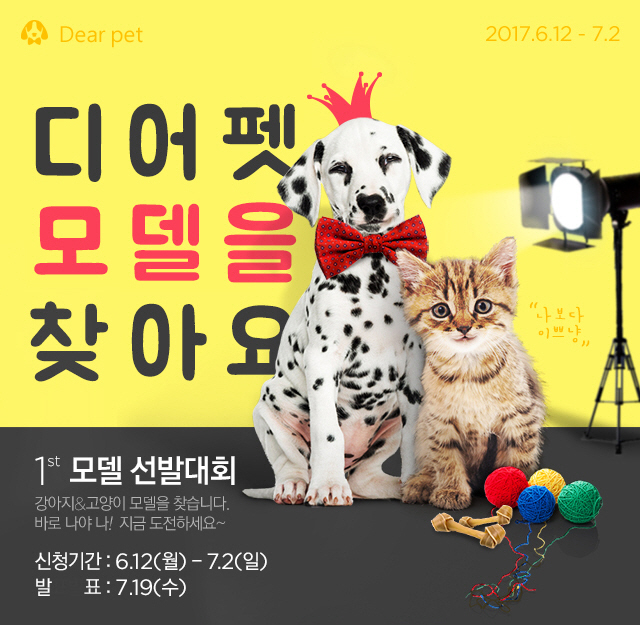 Dear pet
2017.6.12 - 7.2
디어펫
모델을
찾아요
"나보다
이쁘냥"
1st 모델 선발대회
강아지&고양이 모델을 찾습니다.
바로 나야 나! 지금 도전하세요~
신청기간 : 6.12(월) – 7.2(일)
발 표 : 7.19(수)